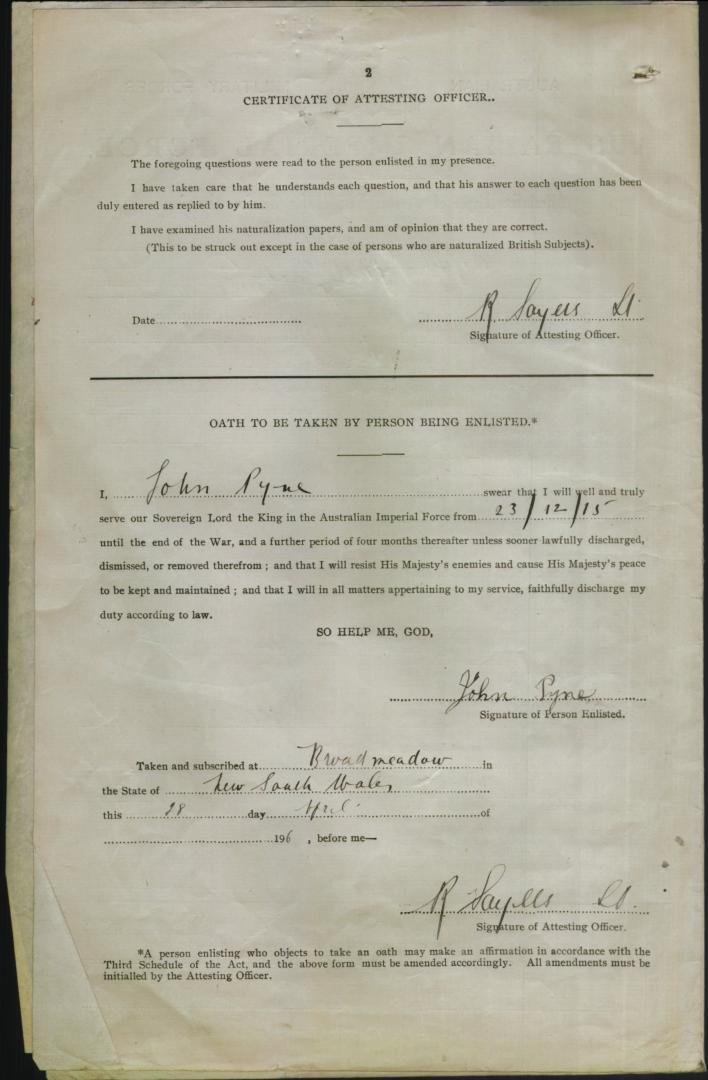 2
CERTIFICATE OF ATTESTING OFFICER..
The foregoing questions were read to the person enlisted in my presence.
I have taken care that he understands each question, and that his answer to each question has been
duly entered as replied to by him.
I have examined his naturalization papers, and am of opinion that they are correct.
(This to be struck out except in the case of persons who are naturalized British Subjects).
Date R Sayers Lt.
Signature of Attesting Officer.
OATH TO BE TAKEN BY PERSON BEING ENLISTED.*
I, John Pyne swear that I will well and truly
serve our Sovereign Lord the King in the Australian Imperial Force from 23/12/15
until the end of the War, and a further period of four months thereafter unless sooner lawfully discharged,
dismissed, or removed therefrom ; and that I will resist His Majesty's enemies and cause His Majesty's peace
to be kept and maintained ; and that I will in all matters appertaining to my service, faithfully discharge my
duty according to law.
SO HELP ME, GOD,
John Pyne
Signature of Person Enlisted.
Taken and subscribed at Broadmeadow in
the State of New South Wales
this 28 day April of
196 , before me—
R Sayers Lt.
Signature of Attesting Officer.
*A person enlisting who objects to take an oath may make an affirmation in accordance with the
Third Schedule of the Act, and the above form must be amended accordingly. All amendments must be
initialled by the Attesting Officer.